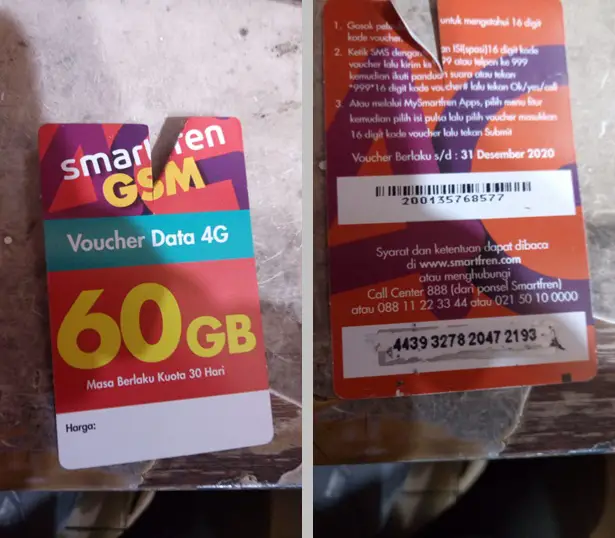 smartfren
GSM
Voucher Data 4G
60 GB
Masa Berlaku Kuota 30 Hari
Harga:
1. Gosok untuk mengetahui 16 digit
kode voucher
2. Ketik SMS dengan ISI(spasi)16 digit kode
voucher lalu kirim ke 999 atau telpon ke 999
kemudian ikuti panduan suara atau tekan
*999*16 digit kode voucher# lalu tekan Ok/yes/call
3. Atau melalui MySmartfren Apps, pilih menu fitur
kemudian pilih isi pulsa lalu pilih voucher masukkan
16 digit kode voucher lalu tekan Submit
Voucher Berlaku s/d : 31 Desember 2020
200135768577
Syarat dan ketentuan dapat dibaca
di www.smartfren.com
atau menghubungi
Call Center 888 (dari ponsel Smartfren)
atau 088 11 22 33 44 atau 021 50 10 0000
4439 3278 2047 2193